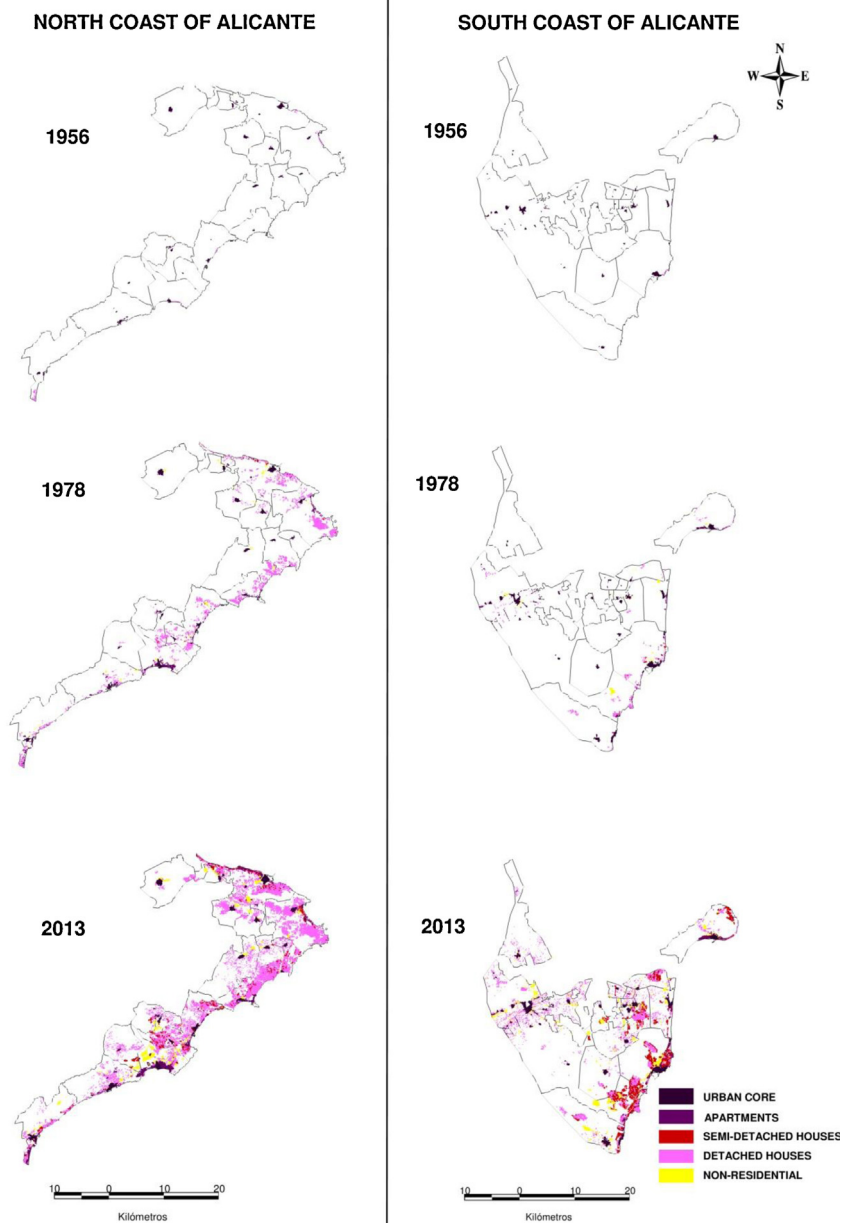 NORTH COAST OF ALICANTE
SOUTH COAST OF ALICANTE
N
W E
S
1956
1956
1978
1978
2013
2013
URBAN CORE
APARTMENTS
SEMI-DETACHED HOUSES
DETACHED HOUSES
NON-RESIDENTIAL
10 0 10 20
Kilómetros
10 0 10 20
Kilómetros